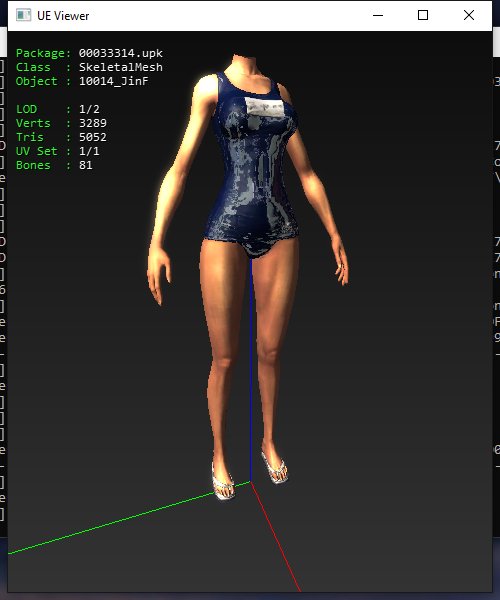 UE Viewer
Package: 00033314.upk
Class : SkeletalMesh
Object : 10014_JinF
LOD : 1/2
Verts : 3289
Tris : 5052
UV Set : 1/1
Bones : 81